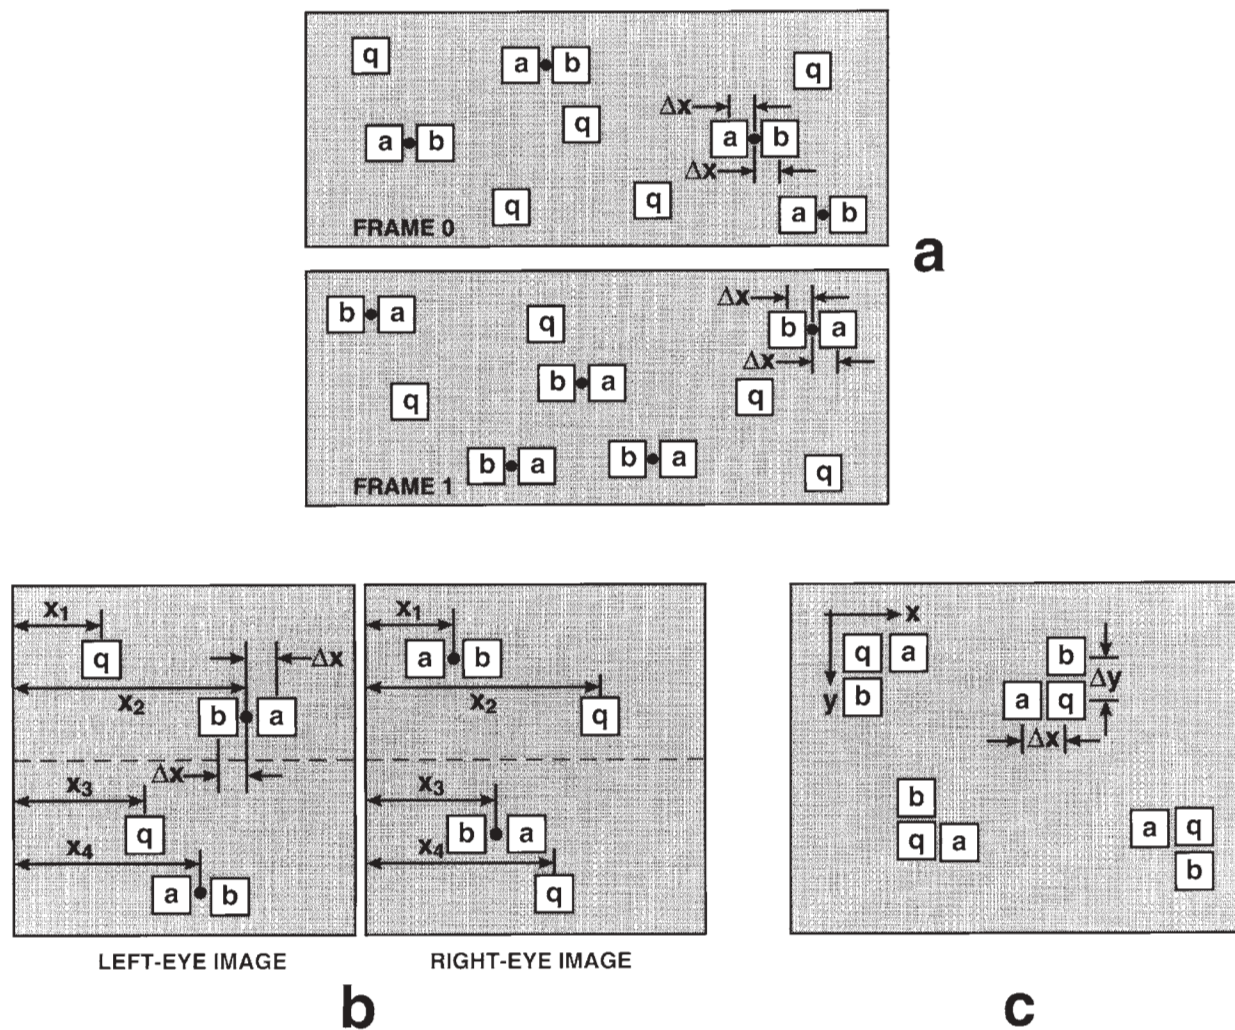 q a b q
Δx
a b q a b
Δx
q q a b
FRAME 0
a
Δx
b a q b a
b a
Δx
q q
b a b a q
FRAME 1
x₁ x₁ x
q a b q a b
Δx
y b Δy
x₂ x₂ a q
b a q
Δx Δx
x₃ x₃ b
q b a q a a q
x₄ x₄
a b q b
LEFT-EYE IMAGE RIGHT-EYE IMAGE
b c